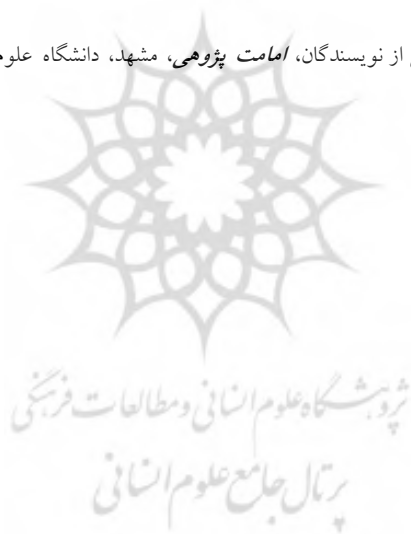 از نویسندگان، امامت پژوهی، مشهد، دانشگاه علوم
پژوهشگاه علوم انسانی و مطالعات فرهنگی
پرتال جامع علوم انسانی